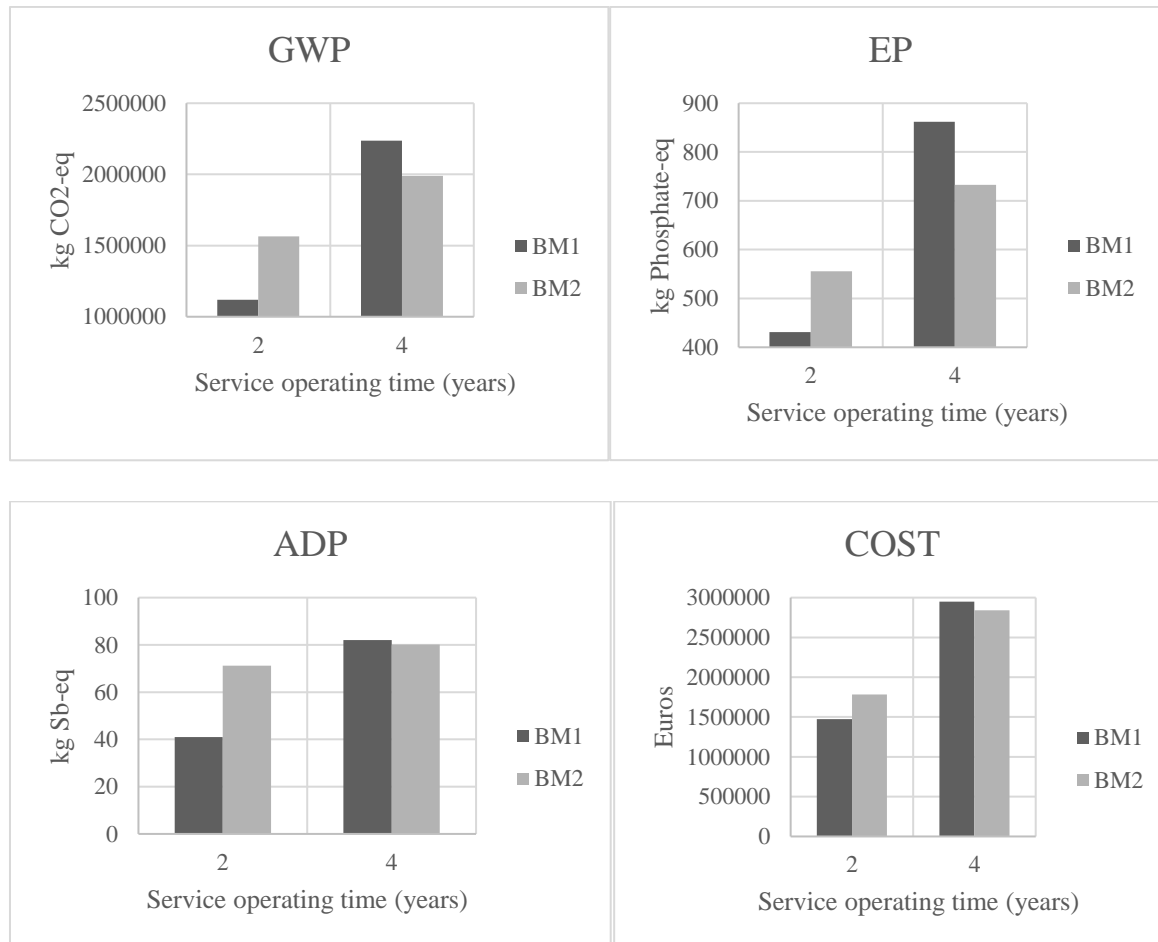 GWP
kg CO2-eq
2500000
2000000
1500000
1000000
2 4
Service operating time (years)
BM1
BM2
EP
kg Phosphate-eq
900
800
700
600
500
400
2 4
Service operating time (years)
BM1
BM2
ADP
kg Sb-eq
100
80
60
40
20
0
2 4
Service operating time (years)
BM1
BM2
COST
Euros
3000000
2500000
2000000
1500000
1000000
500000
0
2 4
Service operating time (years)
BM1
BM2